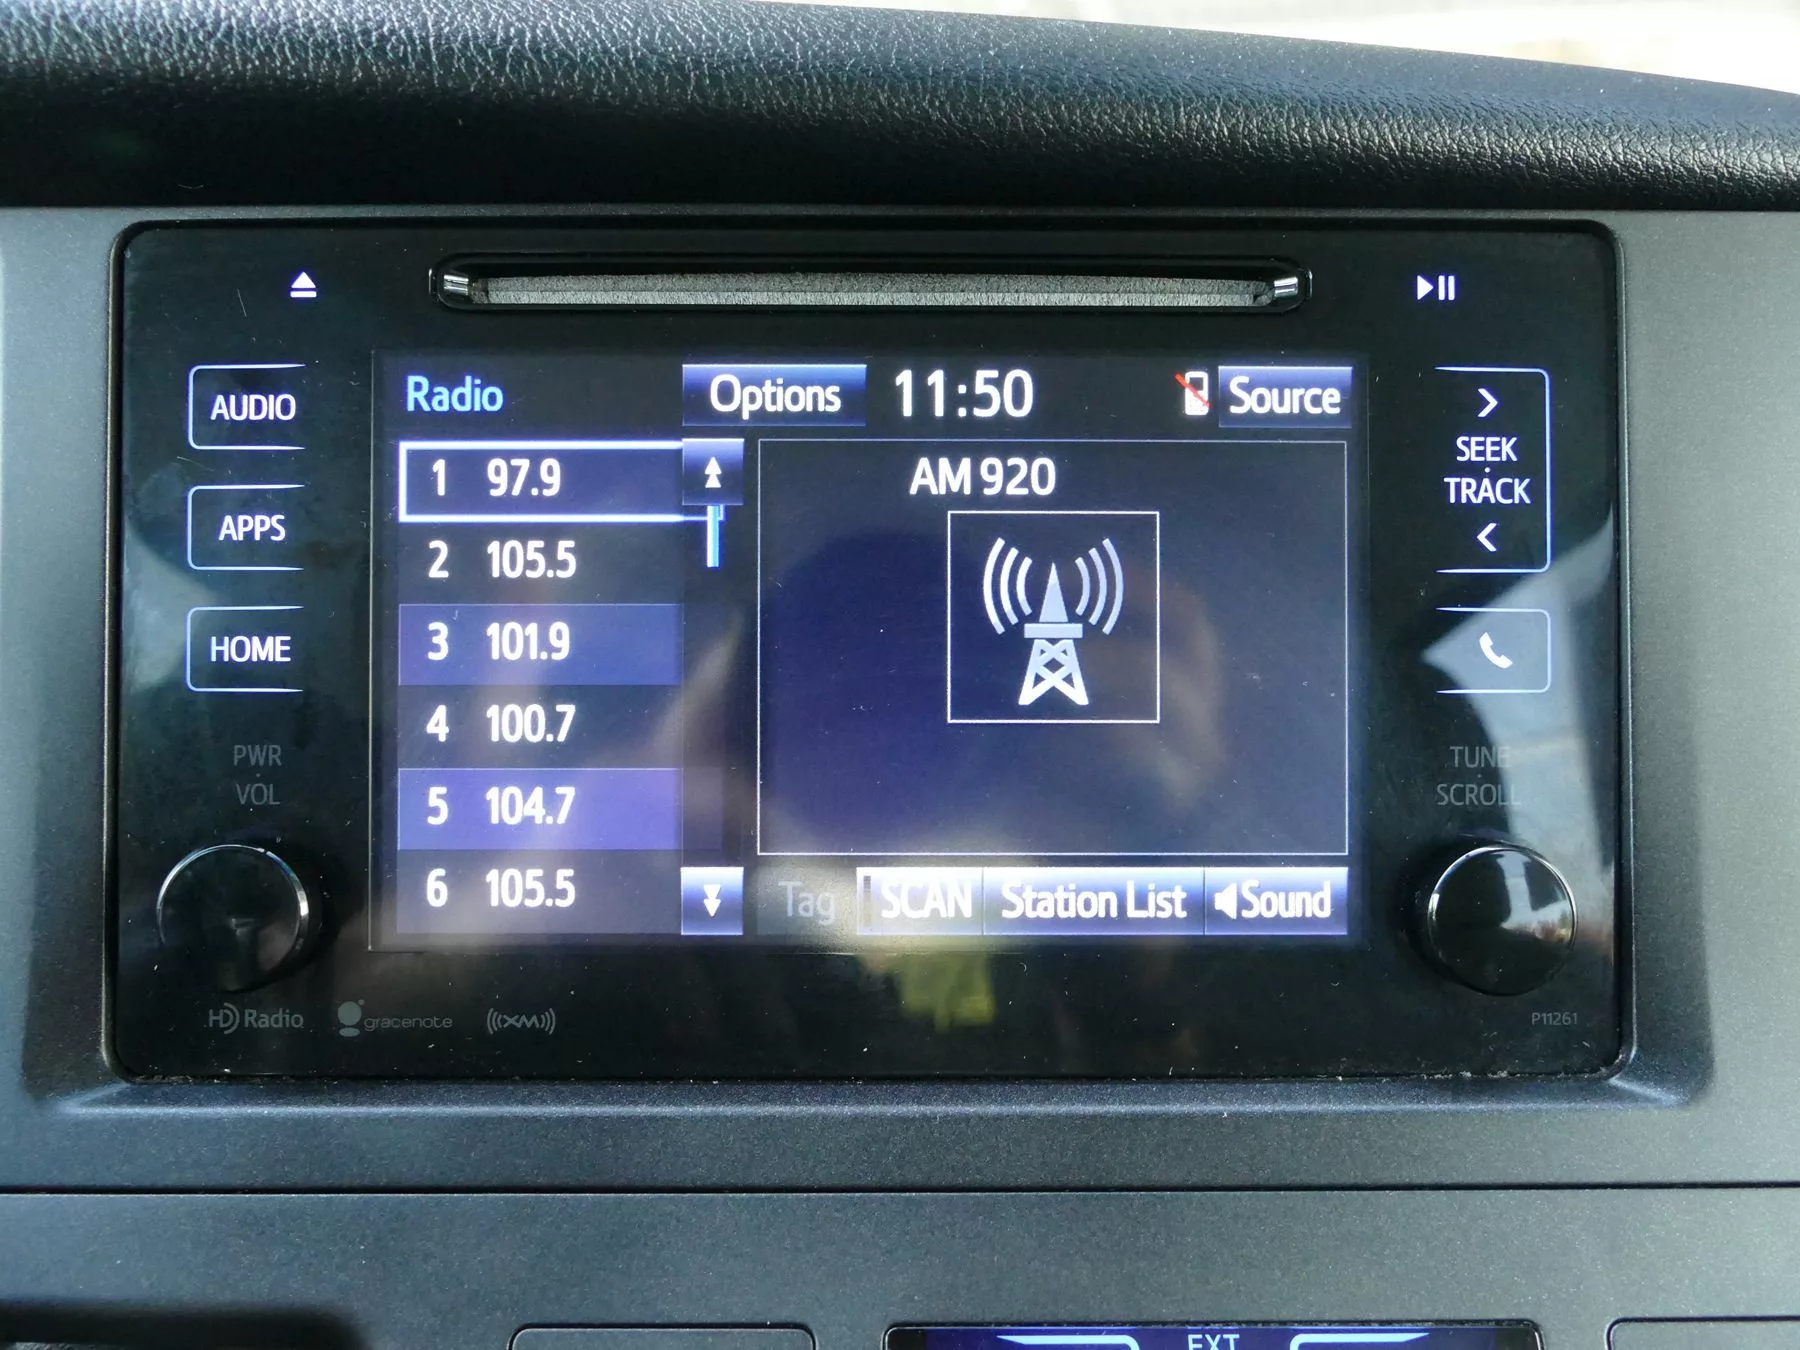 AUDIO
APPS
HOME
PWR
VOL
Radio
Options
11:50
Source
1 97.9
2 105.5
3 101.9
4 100.7
5 104.7
6 105.5
AM 920
Tag
SCAN
Station List
Sound
SEEK
TRACK
TUNE
SCROLL
HD Radio
gracenote
((XM))
P11261
EXT